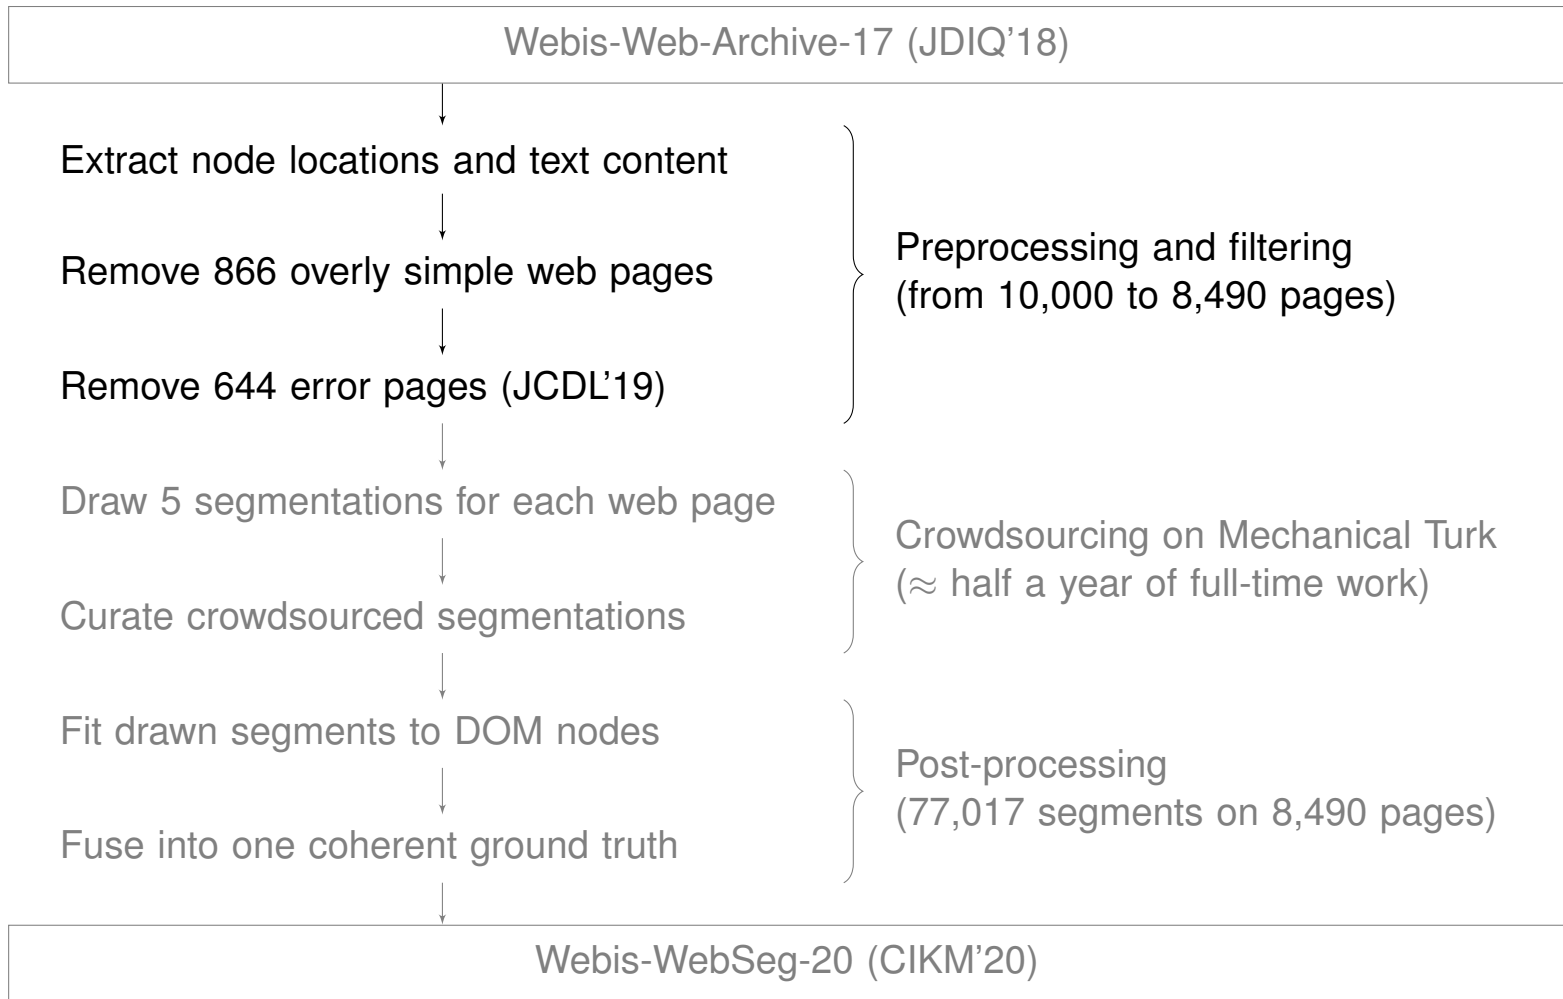 Webis-Web-Archive-17 (JDIQ'18)
Extract node locations and text content
Remove 866 overly simple web pages
Remove 644 error pages (JCDL'19)
Preprocessing and filtering
(from 10,000 to 8,490 pages)
Draw 5 segmentations for each web page
Curate crowdsourced segmentations
Crowdsourcing on Mechanical Turk
(≈ half a year of full-time work)
Fit drawn segments to DOM nodes
Fuse into one coherent ground truth
Post-processing
(77,017 segments on 8,490 pages)
Webis-WebSeg-20 (CIKM'20)